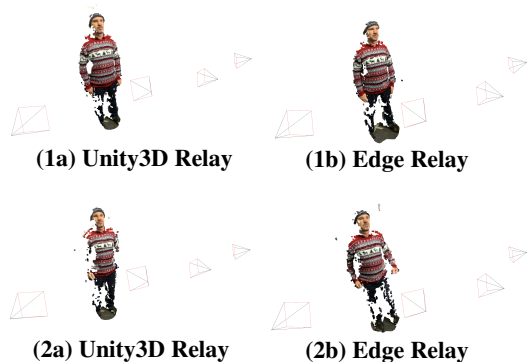 (1a) Unity3D Relay
(1b) Edge Relay
(2a) Unity3D Relay
(2b) Edge Relay